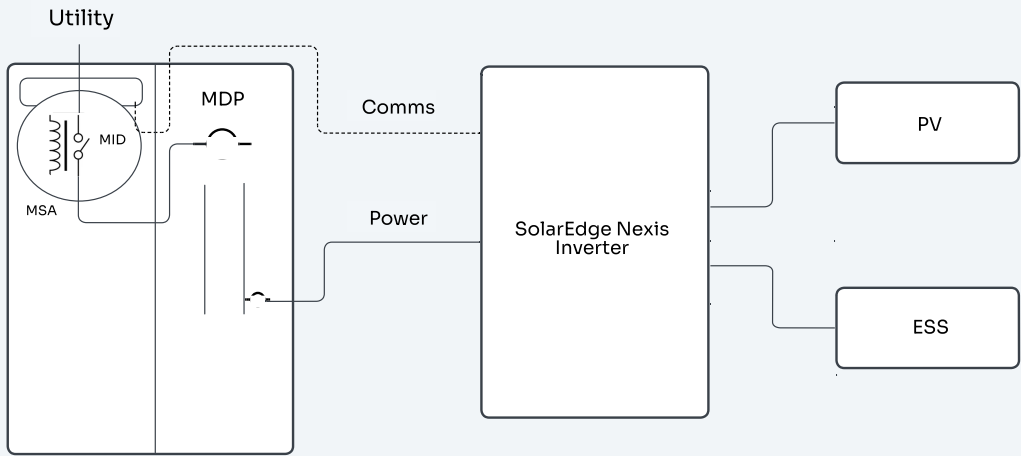 Utility
MDP
MID
MSA
Comms
Power
SolarEdge Nexis
Inverter
PV
ESS